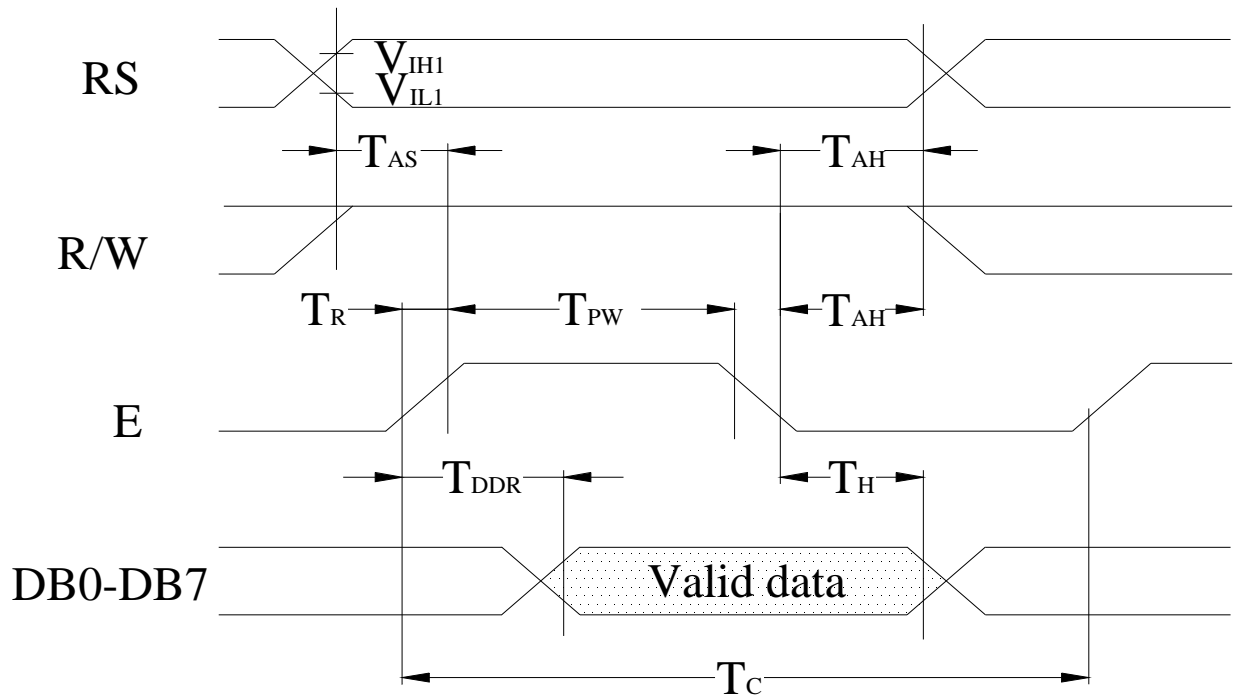 RS
VIH1
VIL1
TAS
TAH
R/W
TR
TPW
TAH
E
TDDR
TH
DB0-DB7
Valid data
TC